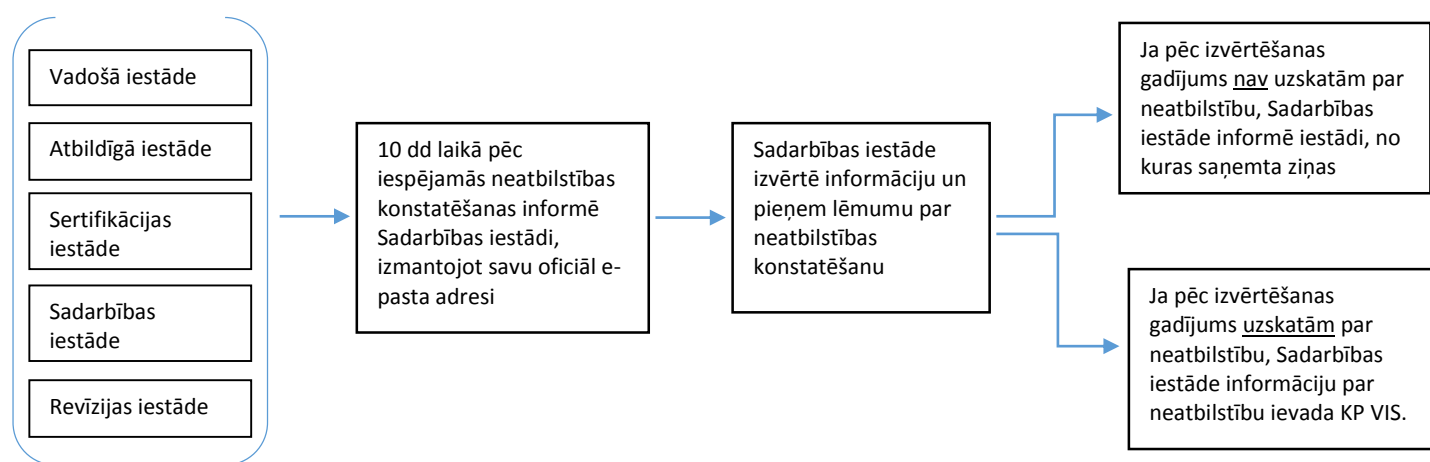 Vadošā iestāde
Atbildīgā iestāde
Sertifikācijas
iestāde
Sadarbības
iestāde
Revīzijas iestāde
10 dd laikā pēc
iespējamās neatbilstības
konstatēšanas informē
Sadarbības iestādi,
izmantojot savu oficiāl e-
pasta adresi
Sadarbības iestāde
izvērtē informāciju un
pieņem lēmumu par
neatbilstības
konstatēšanu
Ja pēc izvērtēšanas
gadījums nav uzskatām par
neatbilstību, Sadarbības
iestāde informē iestādi, no
kuras saņemta ziņas
Ja pēc izvērtēšanas
gadījums uzskatām par
neatbilstību, Sadarbības
iestāde informāciju par
neatbilstību ievada KP VIS.